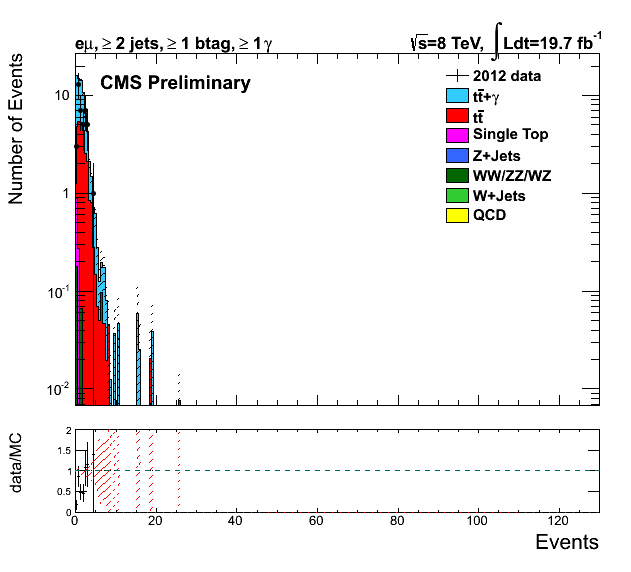 eμ, ≥ 2 jets, ≥ 1 btag, ≥ 1 γ
√s=8 TeV, ∫Ldt=19.7 fb⁻¹
CMS Preliminary
2012 data
tt̄+γ
tt̄
Single Top
Z+Jets
WW/ZZ/WZ
W+Jets
QCD
Number of Events
10
1
10⁻¹
10⁻²
data/MC
2
1.5
1
0.5
0
0 20 40 60 80 100 120
Events